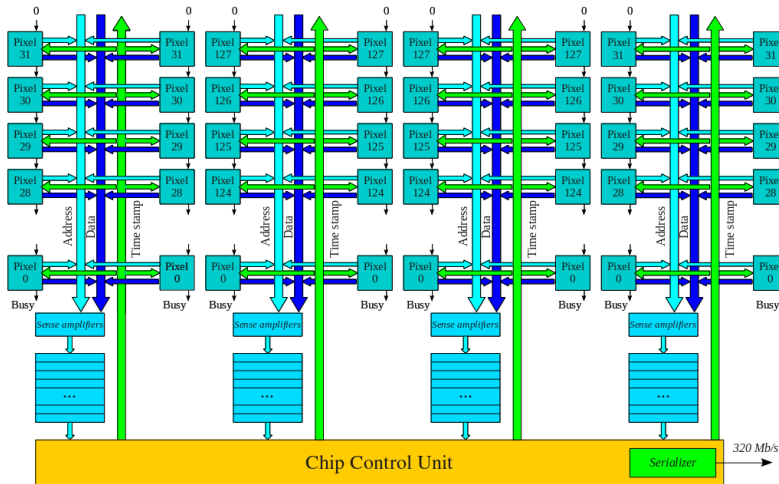 0 0 0 0 0 0 0 0
Pixel 31 Pixel 31 Pixel 127 Pixel 127 Pixel 127 Pixel 127 Pixel 31 Pixel 31
Pixel 30 Pixel 30 Pixel 126 Pixel 126 Pixel 126 Pixel 126 Pixel 30 Pixel 30
Pixel 29 Pixel 29 Pixel 125 Pixel 125 Pixel 125 Pixel 125 Pixel 29 Pixel 29
Pixel 28 Pixel 28 Pixel 124 Pixel 124 Pixel 124 Pixel 124 Pixel 28 Pixel 28
Address Data Time stamp Address Data Time stamp Address Data Time stamp Address Data Time stamp
Pixel 0 Pixel 0 Pixel 0 Pixel 0 Pixel 0 Pixel 0 Pixel 0 Pixel 0
Busy Busy Busy Busy Busy Busy Busy Busy
Sense amplifiers Sense amplifiers Sense amplifiers Sense amplifiers
... ... ... ...
320 Mb/s
Chip Control Unit Serializer